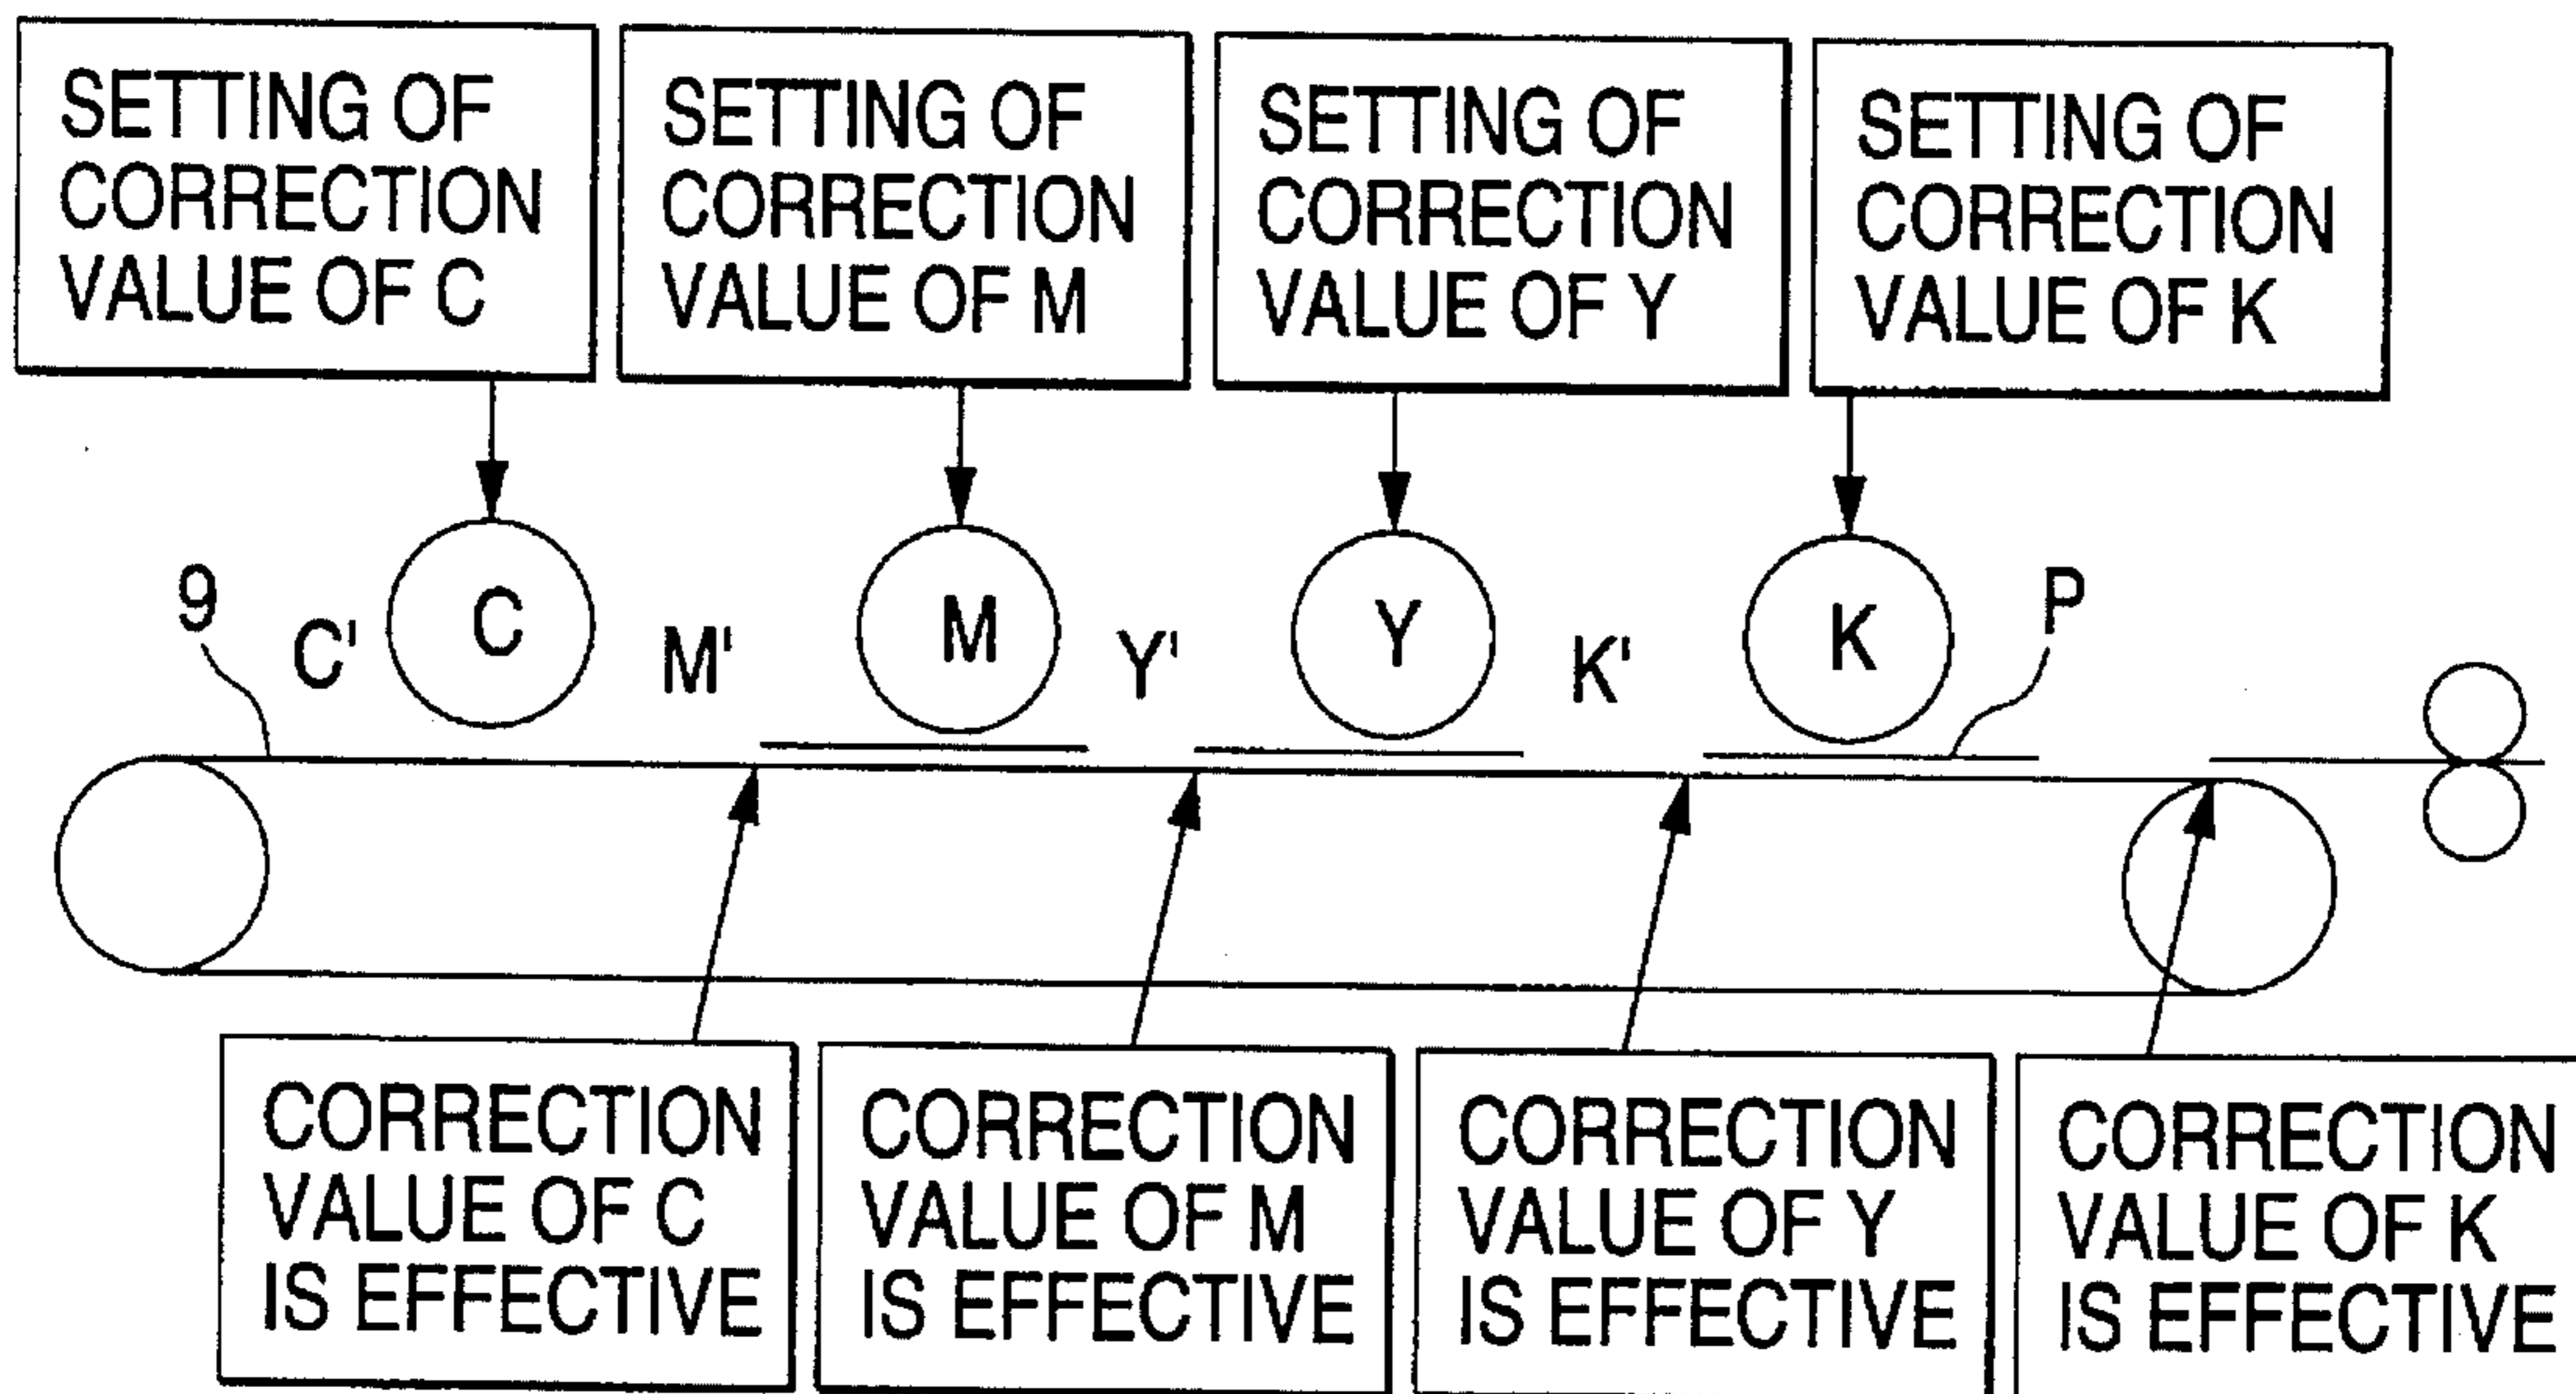 SETTING OF
CORRECTION
VALUE OF C
SETTING OF
CORRECTION
VALUE OF M
SETTING OF
CORRECTION
VALUE OF Y
SETTING OF
CORRECTION
VALUE OF K
9
C'
C
M'
M
Y'
Y
K'
K
P
CORRECTION
VALUE OF C
IS EFFECTIVE
CORRECTION
VALUE OF M
IS EFFECTIVE
CORRECTION
VALUE OF Y
IS EFFECTIVE
CORRECTION
VALUE OF K
IS EFFECTIVE